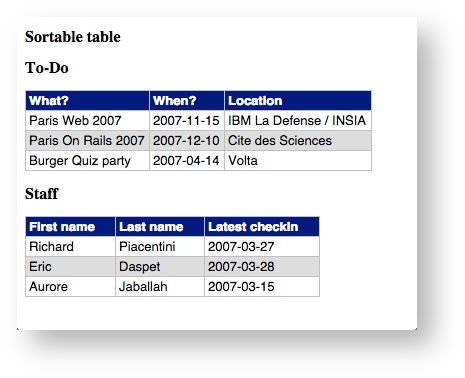 Sortable table
To-Do
What? When? Location
Paris Web 2007 2007-11-15 IBM La Defense / INSIA
Paris On Rails 2007 2007-12-10 Cite des Sciences
Burger Quiz party 2007-04-14 Volta
Staff
First name Last name Latest checkin
Richard Piacentini 2007-03-27
Eric Daspet 2007-03-28
Aurore Jaballah 2007-03-15